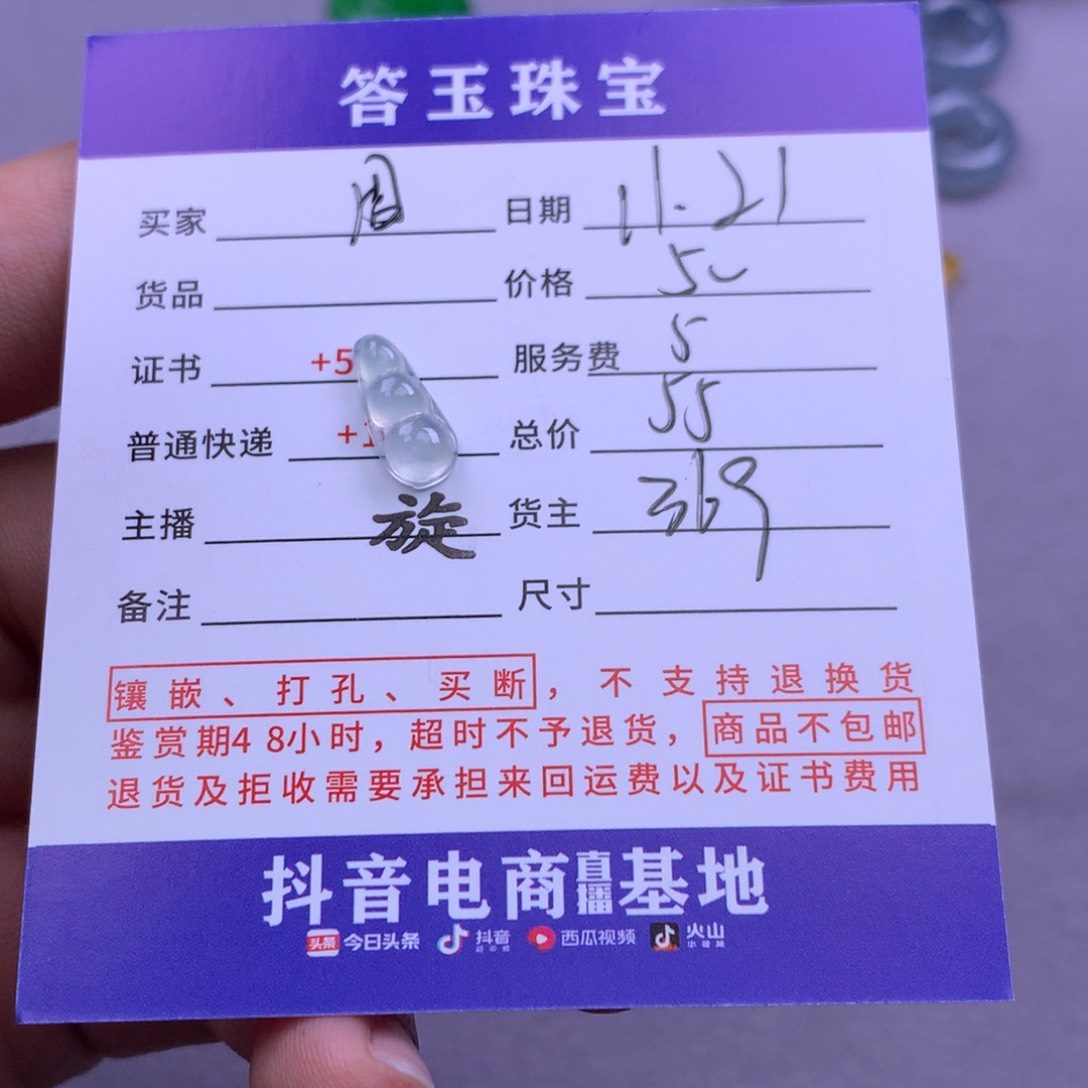 答玉珠宝
买家 周 日期 11.21
货品 价格 50
证书 +5 服务费 5
普通快递 +1 总价 55
主播 旋 货主 369
备注 尺寸
镶嵌、打孔、买断，不支持退换货
鉴赏期48小时，超时不予退货，商品不包邮
退货及拒收需要承担来回运费以及证书费用
抖音电商直播基地
头条 今日头条 抖音 西瓜视频 火山